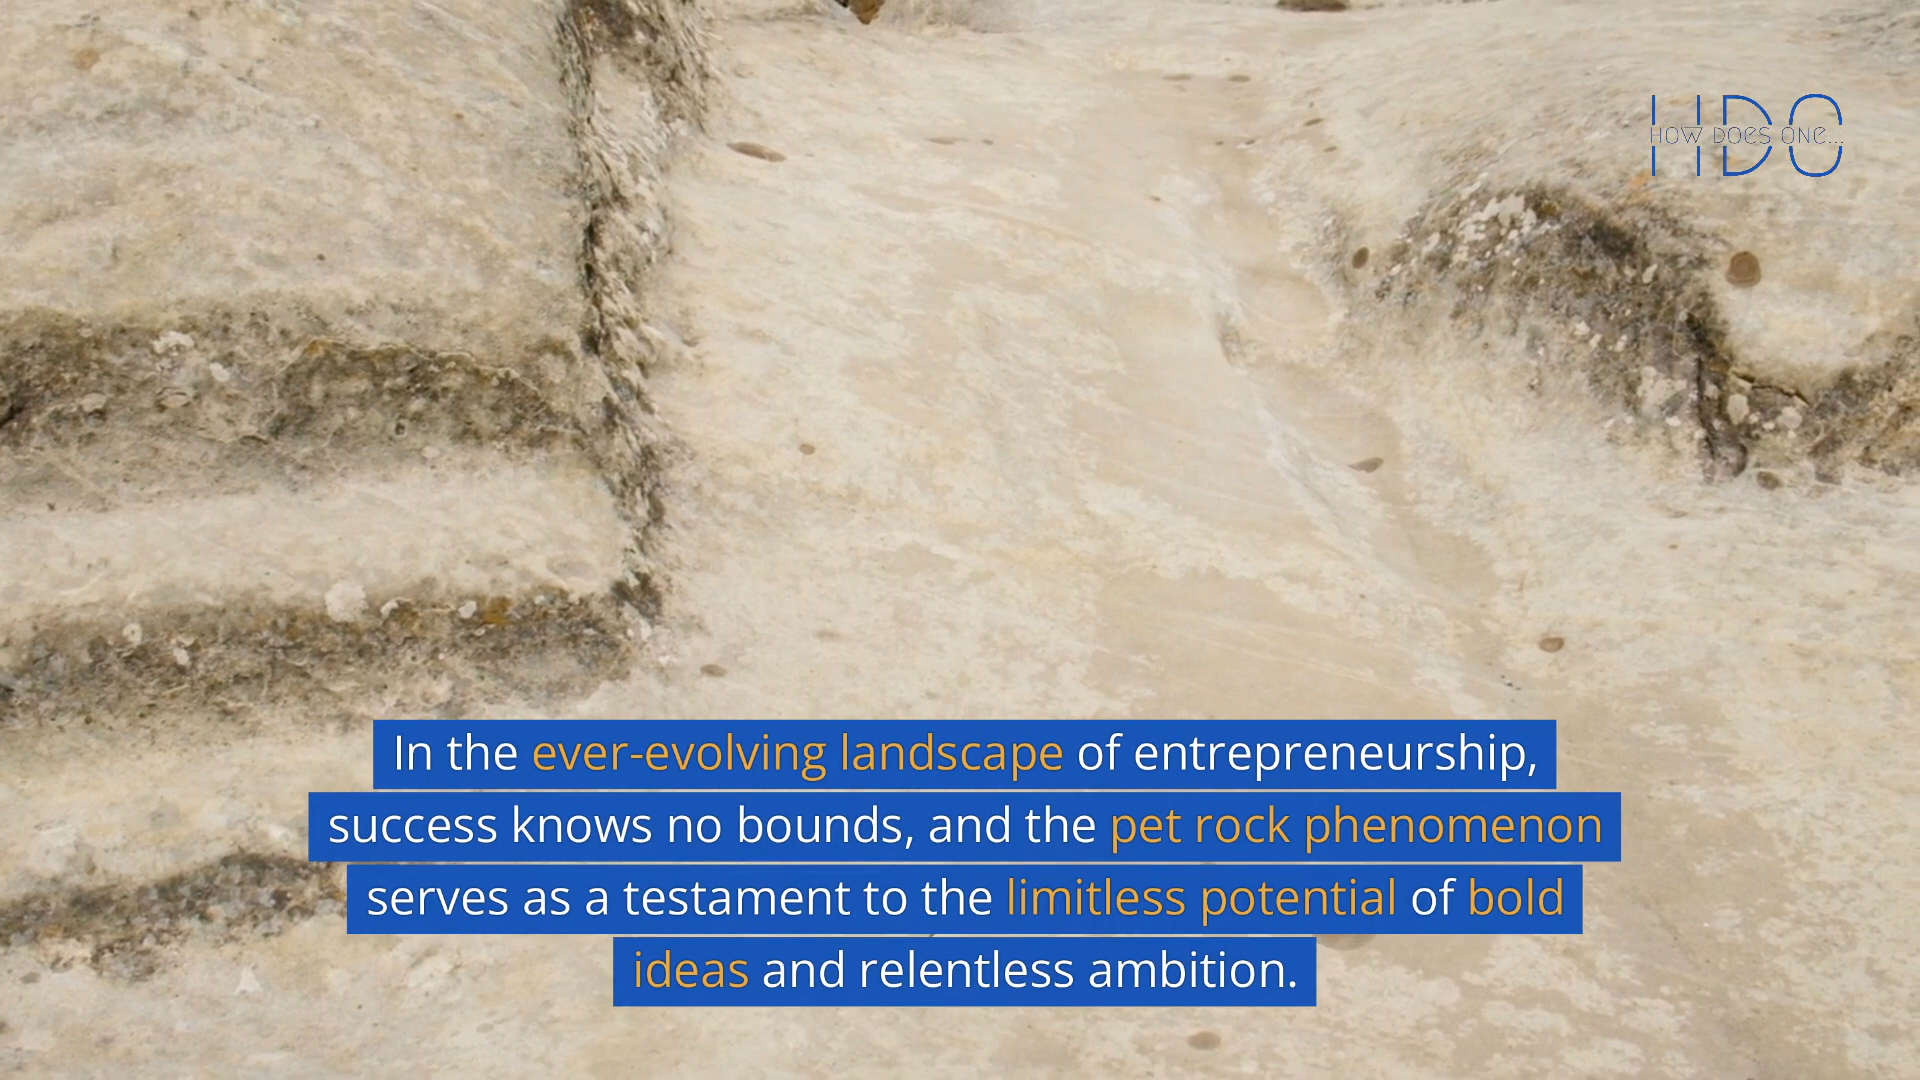 HDO
HOW DOES ONE...
In the ever-evolving landscape of entrepreneurship,
success knows no bounds, and the pet rock phenomenon
serves as a testament to the limitless potential of bold
ideas and relentless ambition.